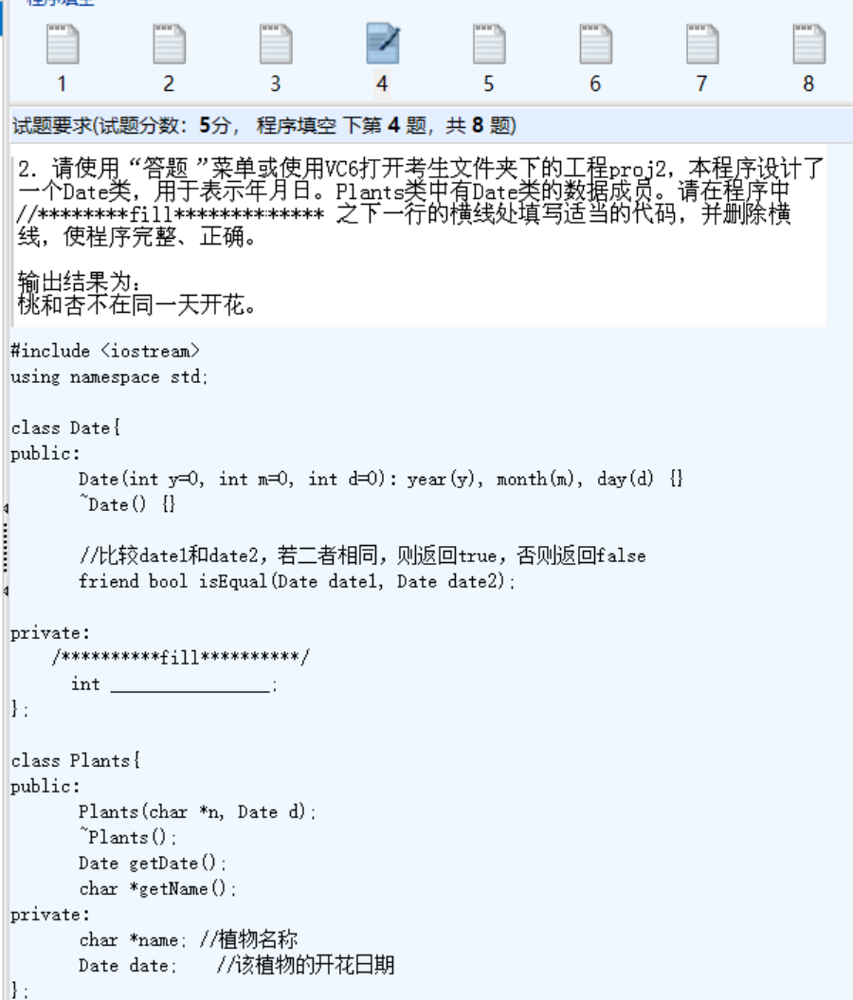 程序填空
1 2 3 4 5 6 7 8
试题要求(试题分数: 5分, 程序填空 下第 4 题, 共 8 题)
2. 请使用“答题 ”菜单或使用VC6打开考生文件夹下的工程proj2, 本程序设计了
一个Date类, 用于表示年月日。Plants类中有Date类的数据成员。请在程序中
//********fill************* 之下一行的横线处填写适当的代码, 并删除横
线, 使程序完整、正确。
输出结果为:
桃和杏不在同一天开花。
#include <iostream>
using namespace std;
class Date{
public:
Date(int y=0, int m=0, int d=0): year(y), month(m), day(d) {}
~Date() {}
//比较date1和date2, 若二者相同, 则返回true, 否则返回false
friend bool isEqual(Date date1, Date date2);
private:
/**********fill**********/
int ________________;
};
class Plants{
public:
Plants(char *n, Date d);
~Plants();
Date getDate();
char *getName();
private:
char *name; //植物名称
Date date; //该植物的开花日期
};